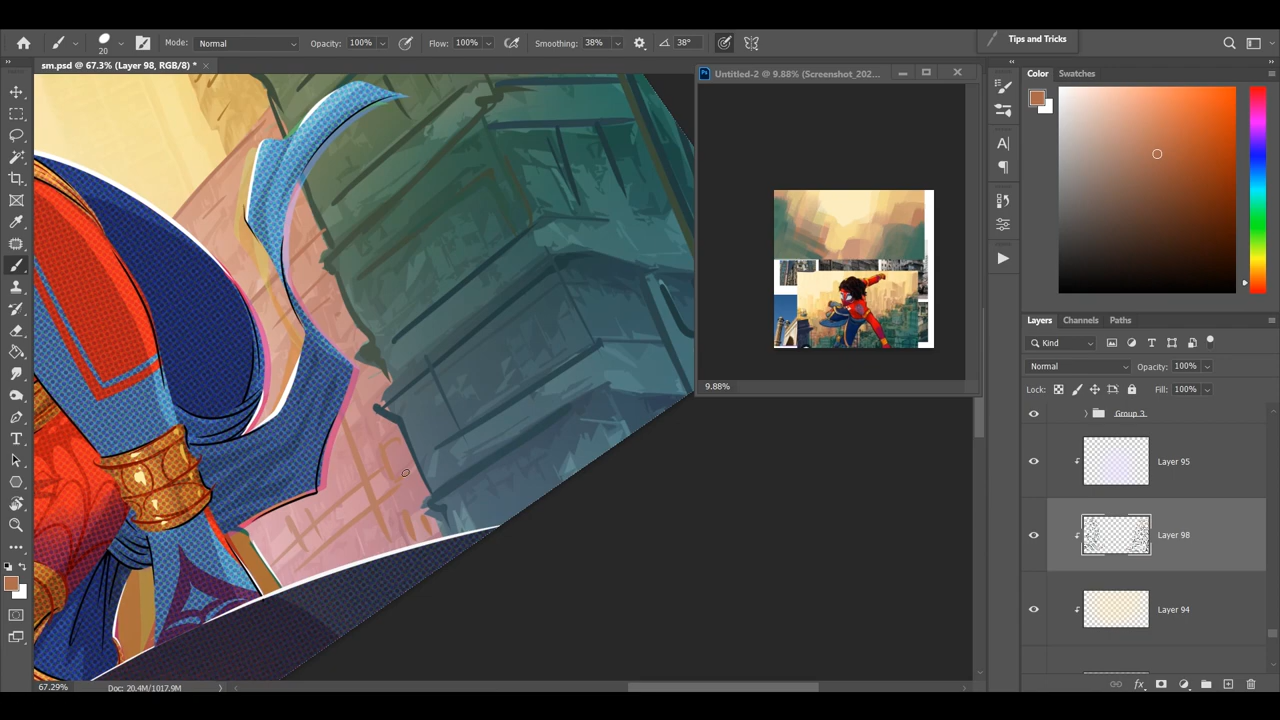 Tips and Tricks
20
Mode: Normal
Opacity: 100%
Flow: 100%
Smoothing: 38%
38°
sm.psd @ 67.3% (Layer 98, RGB/8) *
Untitled-2 @ 9.88% (Screenshot_202...
9.88%
Color
Swatches
Layers
Channels
Paths
Kind
Normal
Opacity: 100%
Lock:
Fill: 100%
Group 3
Layer 95
Layer 98
Layer 94
67.29%
Doc: 20.4M/1017.9M